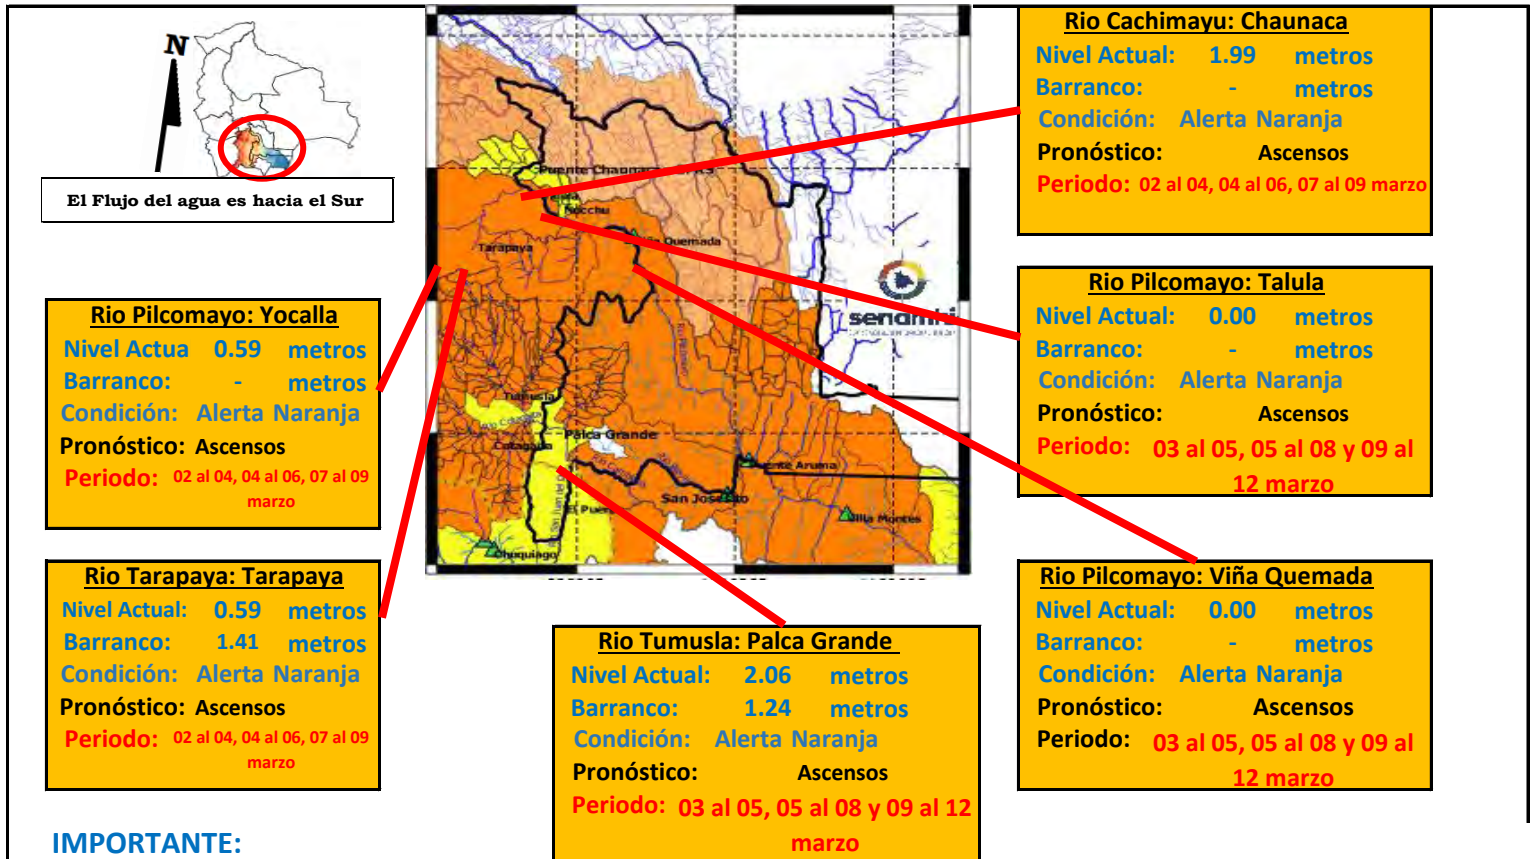 N
El Flujo del agua es hacia el Sur
Rio Pilcomayo: Yocalla
Nivel Actua 0.59 metros
Barranco: - metros
Condición: Alerta Naranja
Pronóstico: Ascensos
Periodo: 02 al 04, 04 al 06, 07 al 09
marzo
Rio Tarapaya: Tarapaya
Nivel Actual: 0.59 metros
Barranco: 1.41 metros
Condición: Alerta Naranja
Pronóstico: Ascensos
Periodo: 02 al 04, 04 al 06, 07 al 09
marzo
IMPORTANTE:
Puente Chaunaca
Nucchu
Quemada
Tarapaya
senamhi
Tumusla
Cotagaita
Palca Grande
Puente Aruma
San Josecito
Villa Montes
El Puente
Chuquiago
Rio Tumusla: Palca Grande
Nivel Actual: 2.06 metros
Barranco: 1.24 metros
Condición: Alerta Naranja
Pronóstico: Ascensos
Periodo: 03 al 05, 05 al 08 y 09 al 12
marzo
Rio Cachimayu: Chaunaca
Nivel Actual: 1.99 metros
Barranco: - metros
Condición: Alerta Naranja
Pronóstico: Ascensos
Periodo: 02 al 04, 04 al 06, 07 al 09 marzo
Rio Pilcomayo: Talula
Nivel Actual: 0.00 metros
Barranco: - metros
Condición: Alerta Naranja
Pronóstico: Ascensos
Periodo: 03 al 05, 05 al 08 y 09 al
12 marzo
Rio Pilcomayo: Viña Quemada
Nivel Actual: 0.00 metros
Barranco: - metros
Condición: Alerta Naranja
Pronóstico: Ascensos
Periodo: 03 al 05, 05 al 08 y 09 al
12 marzo